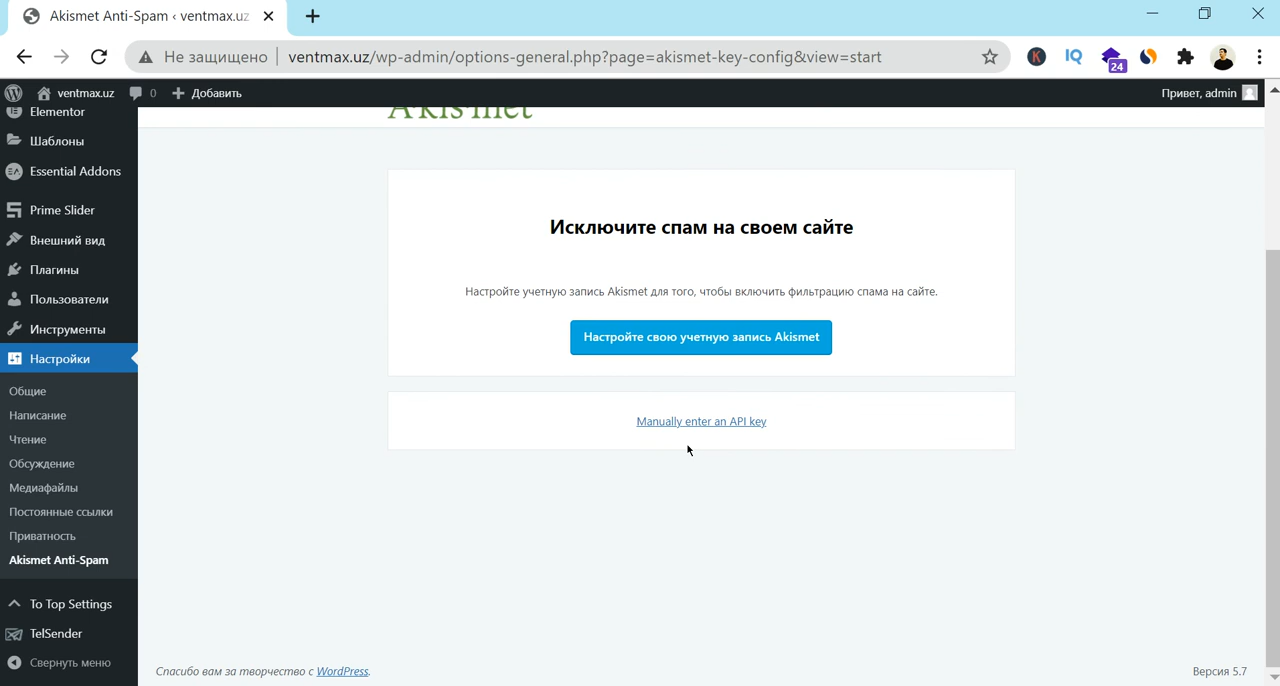 Akismet Anti-Spam ‹ ventmax.uz
Не защищено
ventmax.uz/wp-admin/options-general.php?page=akismet-key-config&view=start
K
IQ
24
ventmax.uz
0
Добавить
Привет, admin
Elementor
Шаблоны
Essential Addons
Prime Slider
Внешний вид
Плагины
Пользователи
Инструменты
Настройки
Общие
Написание
Чтение
Обсуждение
Медиафайлы
Постоянные ссылки
Приватность
Akismet Anti-Spam
To Top Settings
TelSender
Свернуть меню
Akismet
Исключите спам на своем сайте
Настройте учетную запись Akismet для того, чтобы включить фильтрацию спама на сайте.
Настройте свою учетную запись Akismet
Manually enter an API key
Спасибо вам за творчество с WordPress.
Версия 5.7